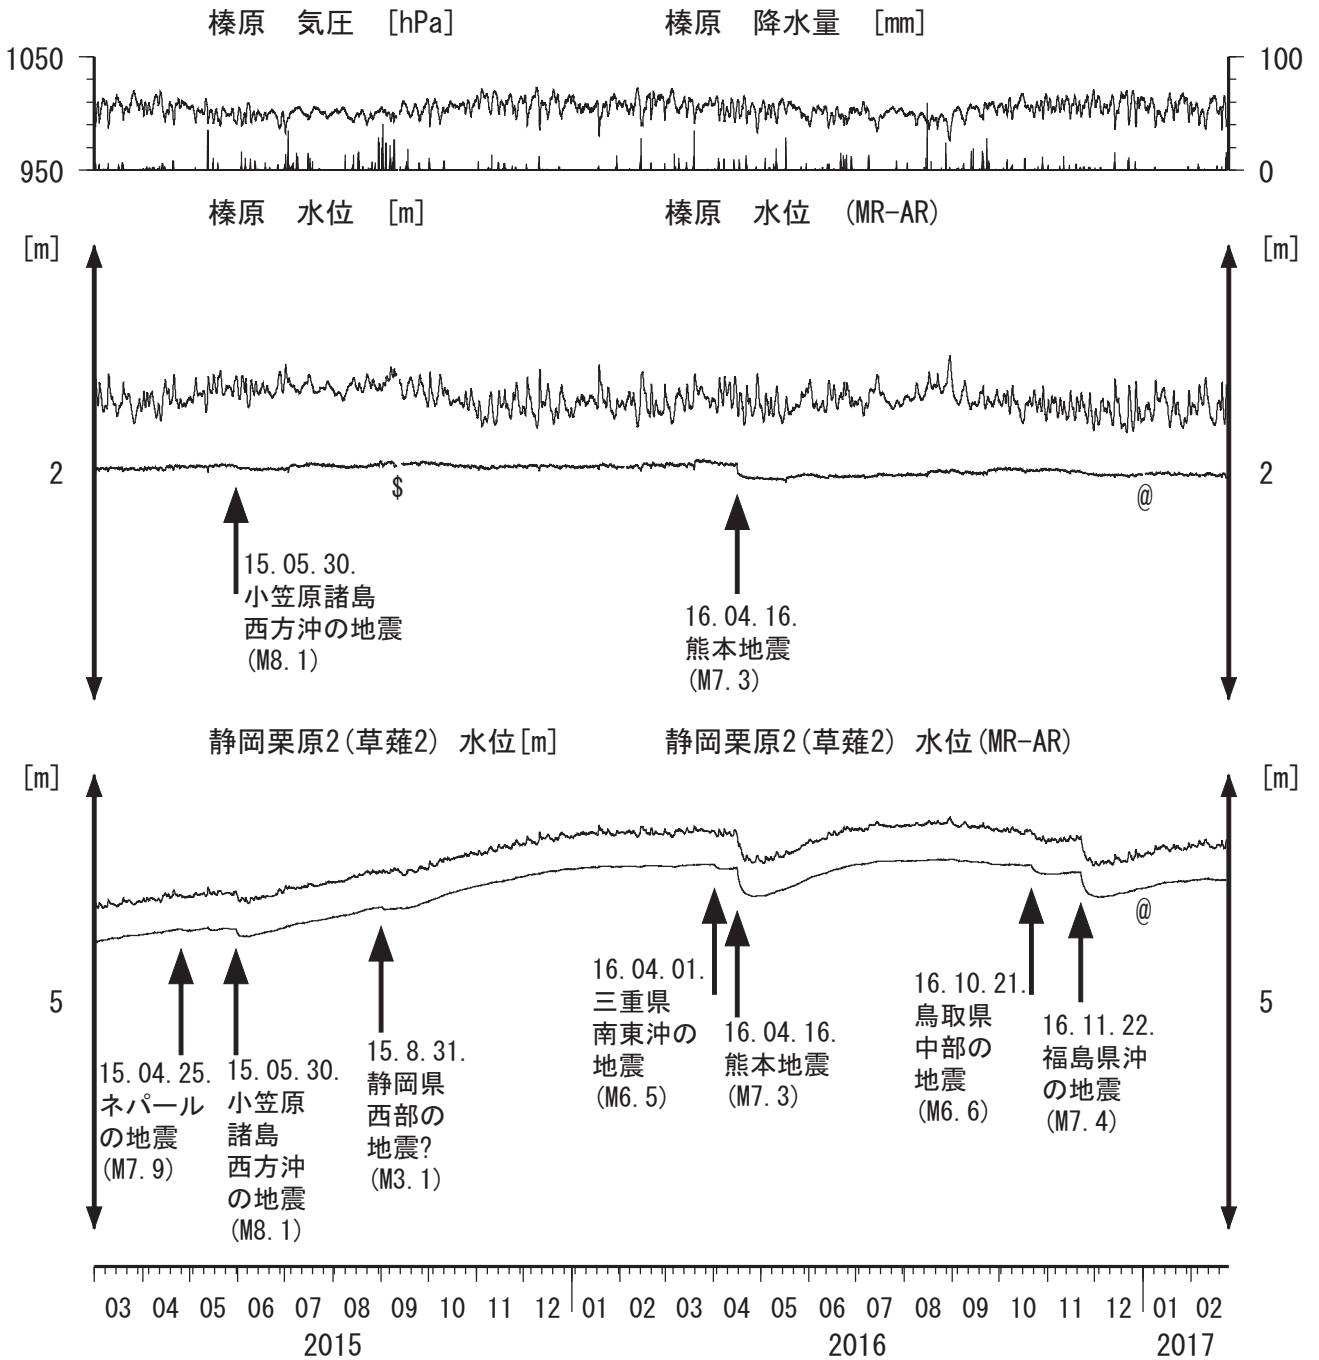 榛原　気圧　[hPa]
榛原　降水量　[mm]
1050
100
950
0
榛原　水位　[m]
榛原　水位　(MR-AR)
[m]
[m]
2
2
$
@
15.05.30.
小笠原諸島
西方沖の地震
(M8.1)
16.04.16.
熊本地震
(M7.3)
静岡栗原2(草薙2) 水位[m]
静岡栗原2(草薙2) 水位(MR-AR)
[m]
[m]
5
5
@
15.04.25.
ネパール
の地震
(M7.9)
15.05.30.
小笠原
諸島
西方沖
の地震
(M8.1)
15.8.31.
静岡県
西部の
地震?
(M3.1)
16.04.01.
三重県
南東沖の
地震
(M6.5)
16.04.16.
熊本地震
(M7.3)
16.10.21.
鳥取県
中部の
地震
(M6.6)
16.11.22.
福島県沖
の地震
(M7.4)
03 04 05 06 07 08 09 10 11 12 01 02 03 04 05 06 07 08 09 10 11 12 01 02
2015
2016
2017